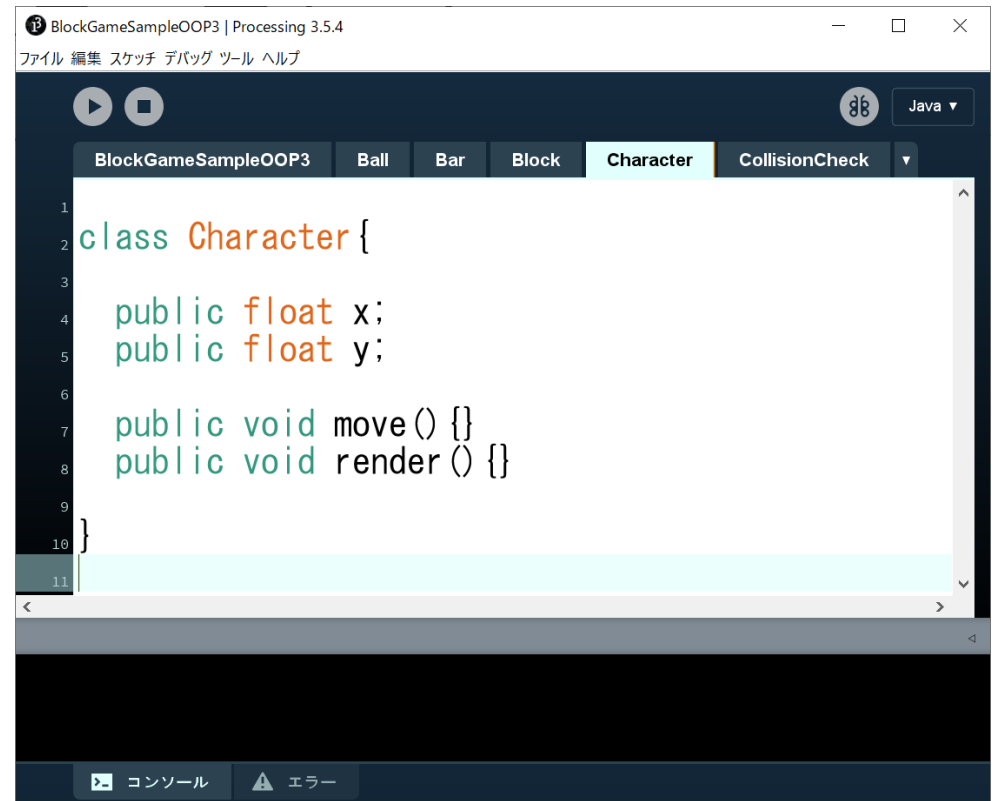 BlockGameSampleOOP3 | Processing 3.5.4
ファイル 編集 スケッチ デバッグ ツール ヘルプ
Java ▼
BlockGameSampleOOP3 Ball Bar Block Character CollisionCheck ▼
1
2 class Character{
3
4 public float x;
5 public float y;
6
7 public void move(){}
8 public void render(){}
9
10 }
11
コンソール エラー